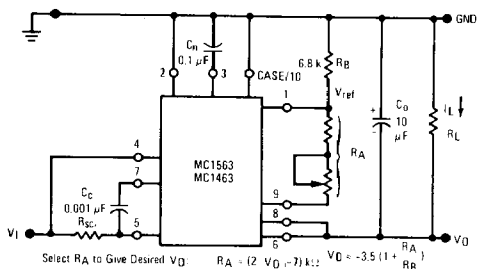 GND
Cn
0.1 µF
6.8 k
RB
2
3
CASE/10
1
Vref
Co
10
µF
IL
RL
RA
4
7
MC1563
MC1463
CC
0.001 µF
9
8
VI
RSC
5
6
VO
Select RA to Give Desired VO: RA = (2 VO -7) kΩ VO = -3.5 (1 + RA / RB )